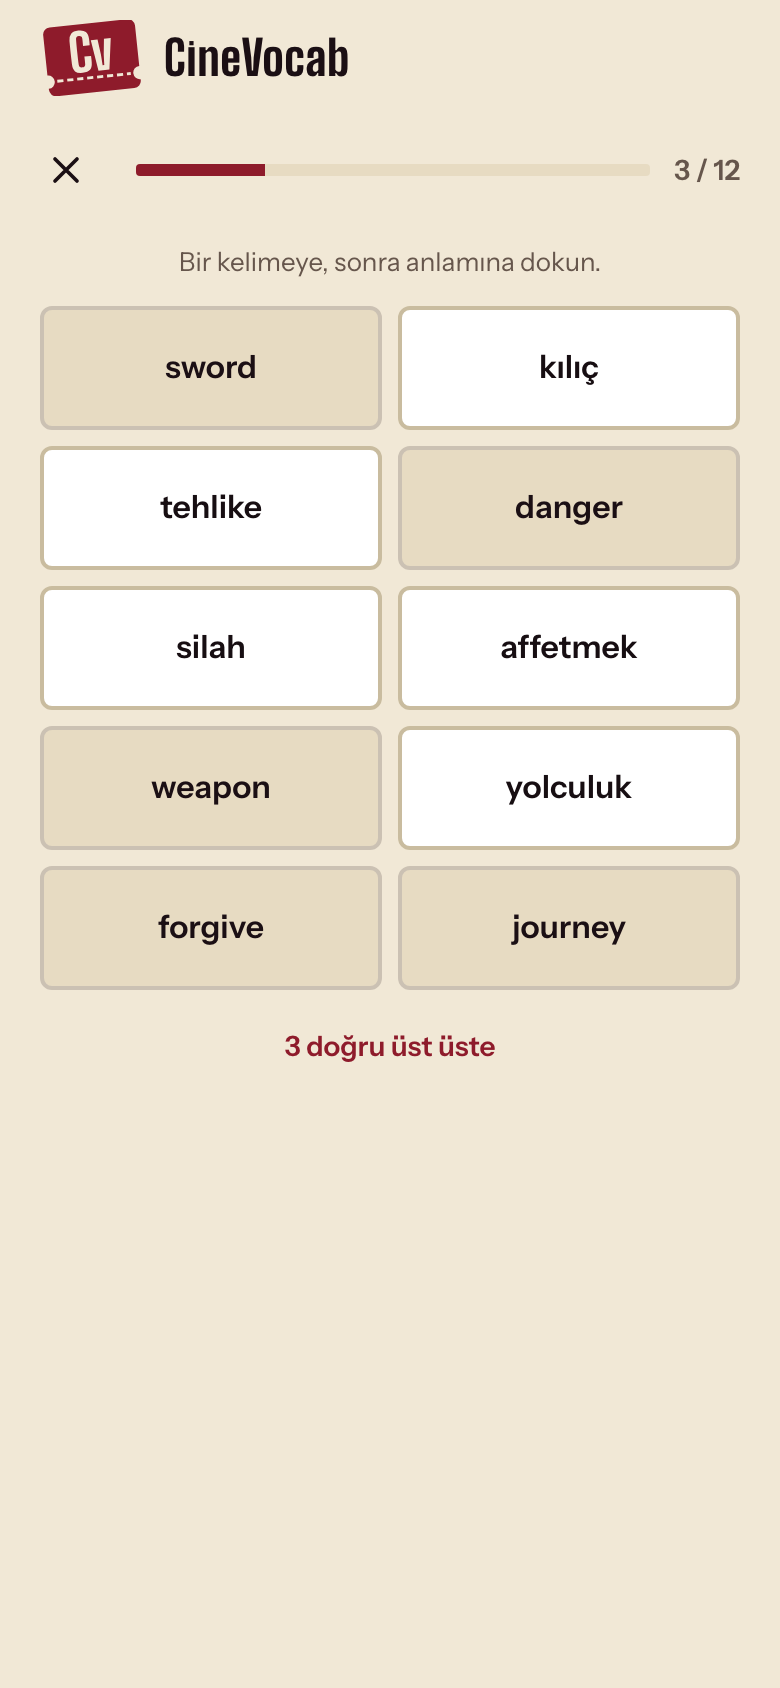 Cv CineVocab
3 / 12
Bir kelimeye, sonra anlamına dokun.
sword kılıç
tehlike danger
silah affetmek
weapon yolculuk
forgive journey
3 doğru üst üste